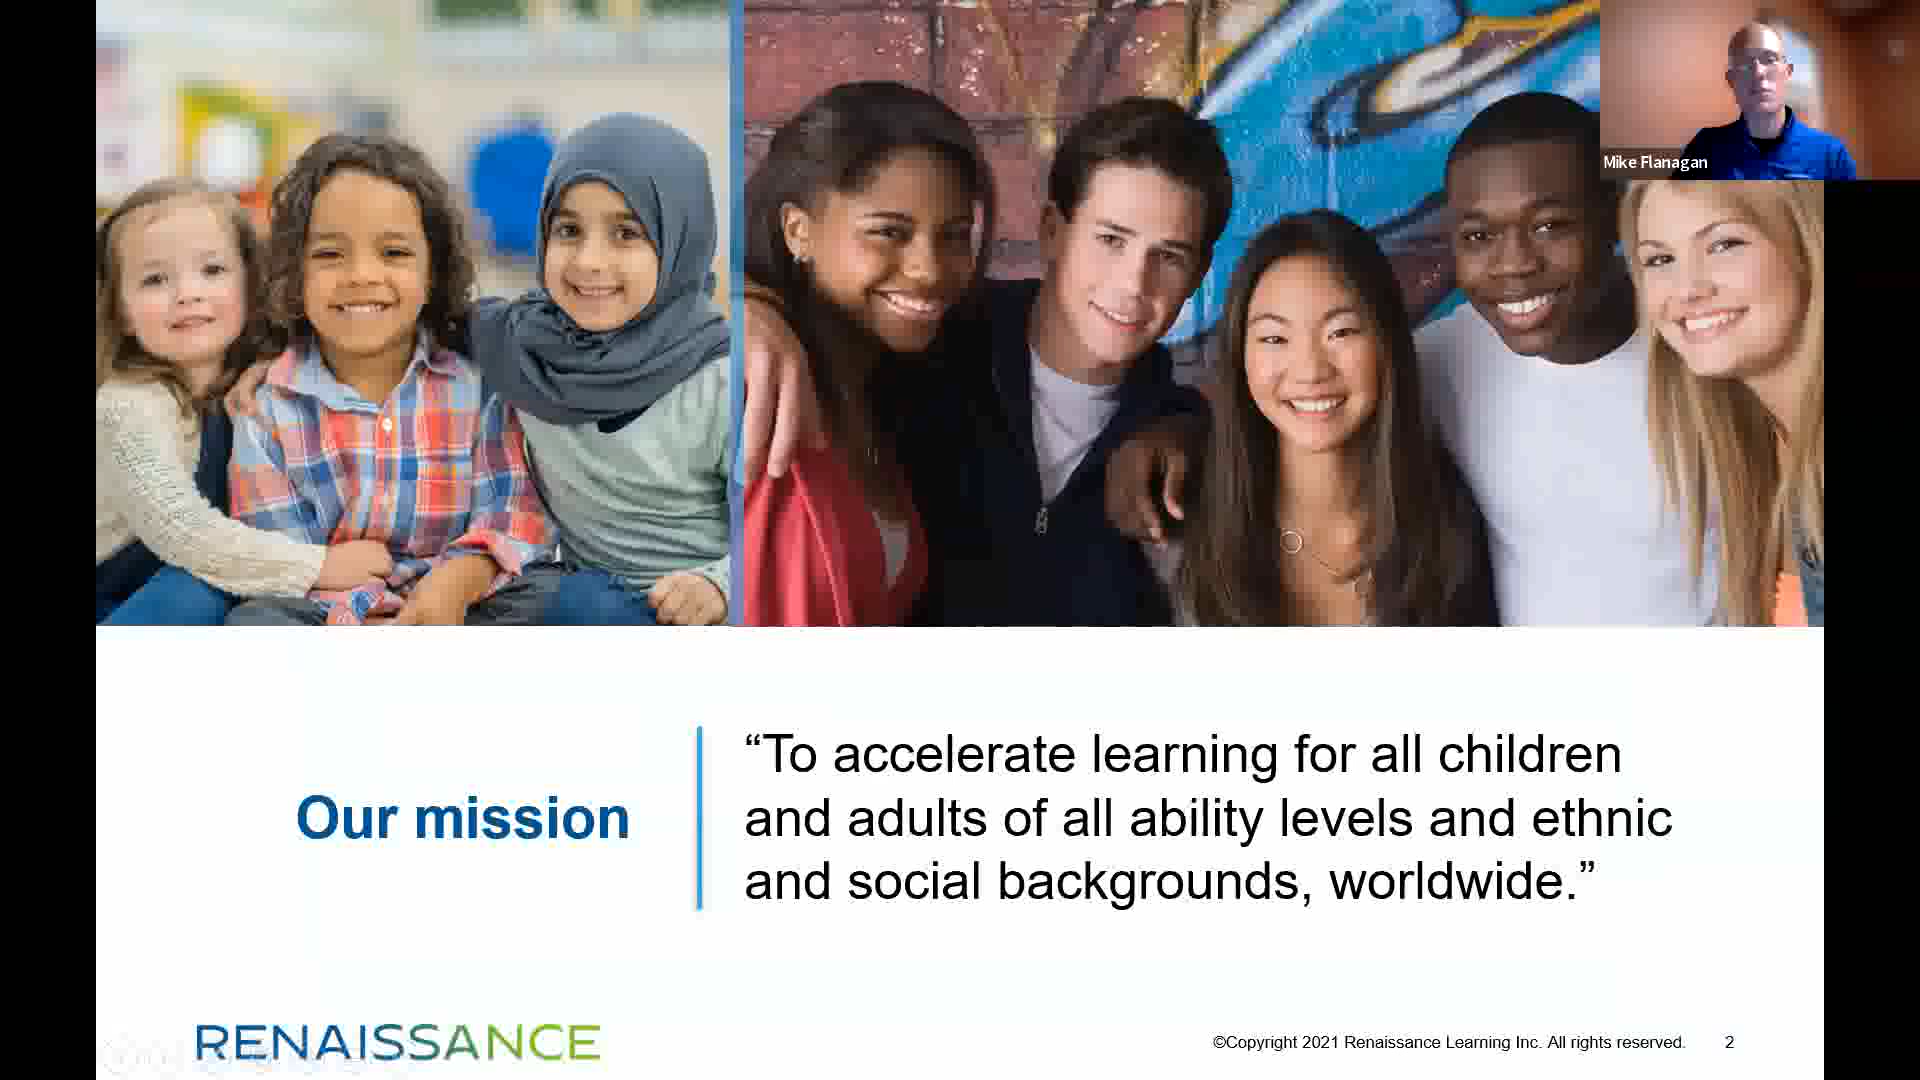 Mike Flanagan
Our mission
“To accelerate learning for all children
and adults of all ability levels and ethnic
and social backgrounds, worldwide.”
RENAISSANCE
©Copyright 2021 Renaissance Learning Inc. All rights reserved. 2